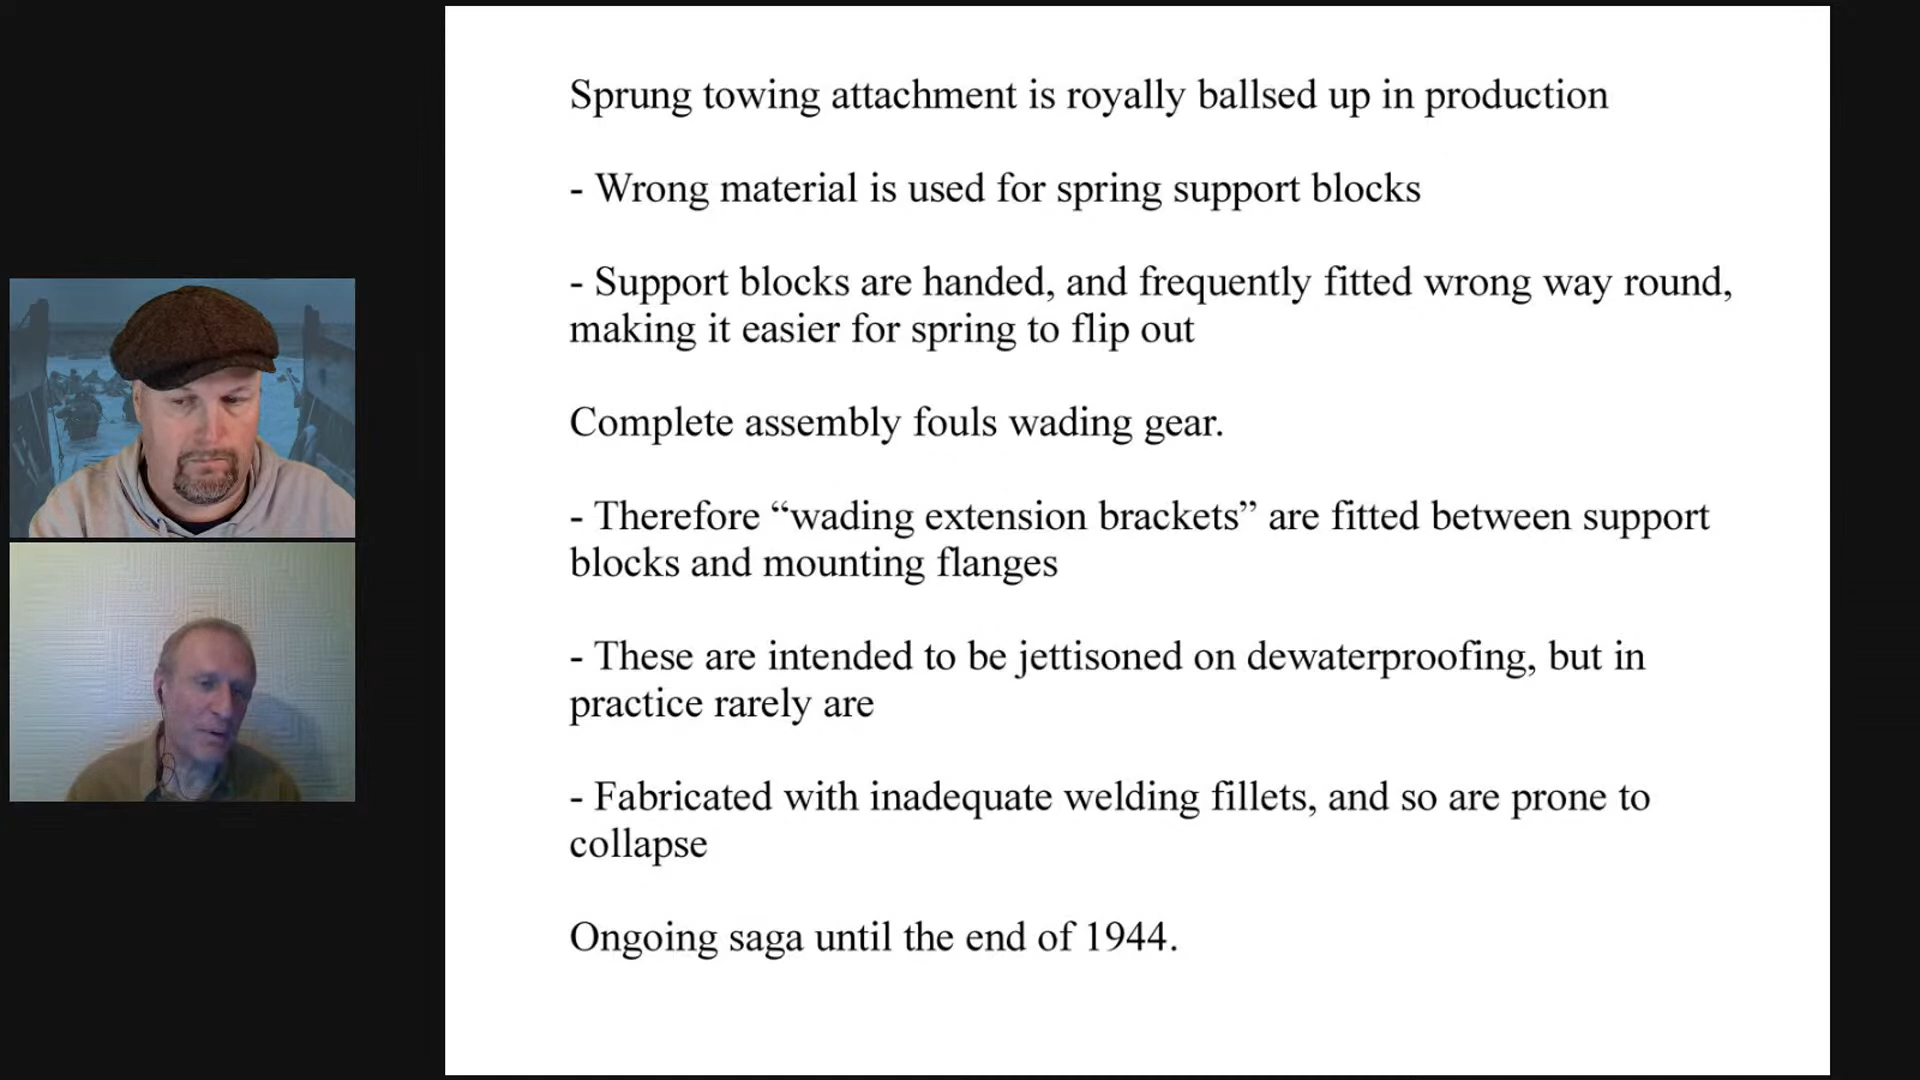 Sprung towing attachment is royally ballsed up in production
- Wrong material is used for spring support blocks
- Support blocks are handed, and frequently fitted wrong way round,
making it easier for spring to flip out
Complete assembly fouls wading gear.
- Therefore “wading extension brackets” are fitted between support
blocks and mounting flanges
- These are intended to be jettisoned on dewaterproofing, but in
practice rarely are
- Fabricated with inadequate welding fillets, and so are prone to
collapse
Ongoing saga until the end of 1944.